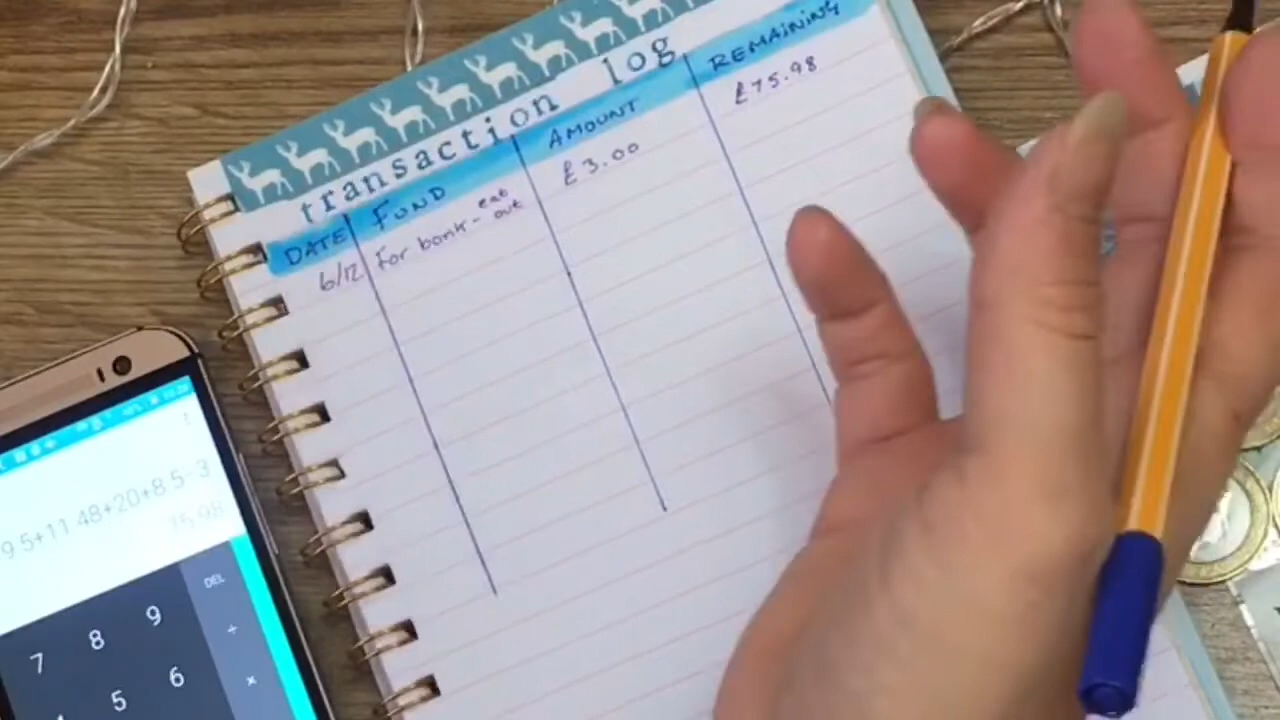 transcription log
DATE FUND AMOUNT REMAINING
6/12 For bank - eat out £3.00 £75.98
9.5+11.48+20+8.5-3
75.98
DEL
7 8 9
÷
5 6
×